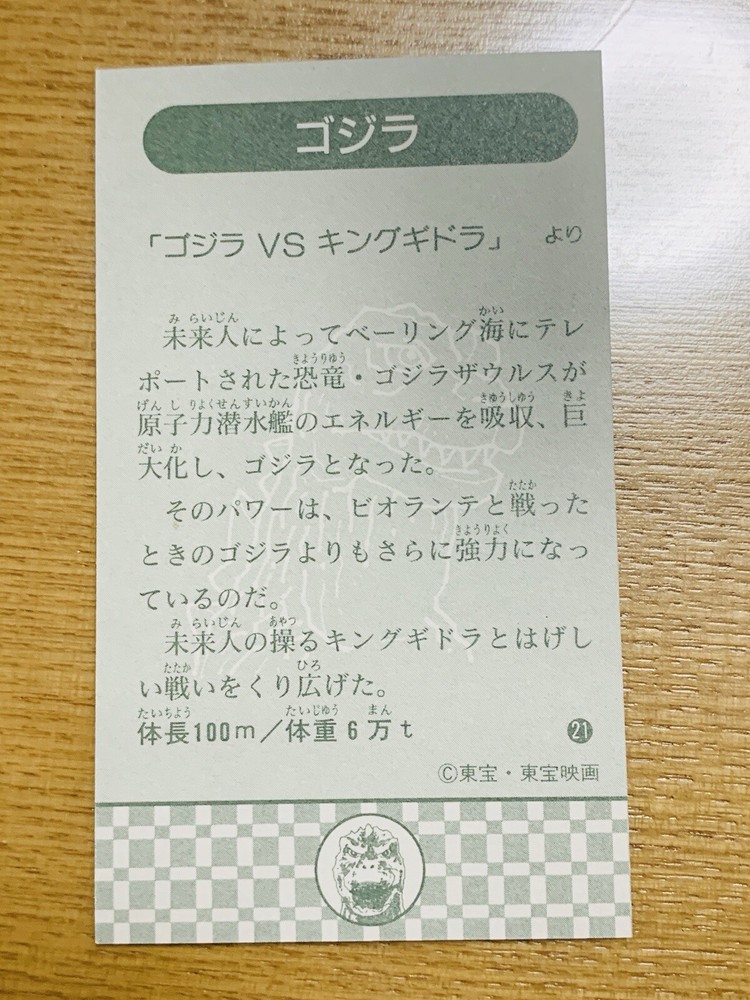 ゴジラ
「ゴジラ VS キングギドラ」 より
未来人によってベーリング海にテレ
ポートされた恐竜・ゴジラザウルスが
原子力潜水艦のエネルギーを吸収、巨
大化し、ゴジラとなった。
そのパワーは、ビオランテと戦った
ときのゴジラよりもさらに強力になっ
ているのだ。
未来人の操るキングギドラとはげし
い戦いをくり広げた。
体長100m/体重6万t 21
©東宝・東宝映画